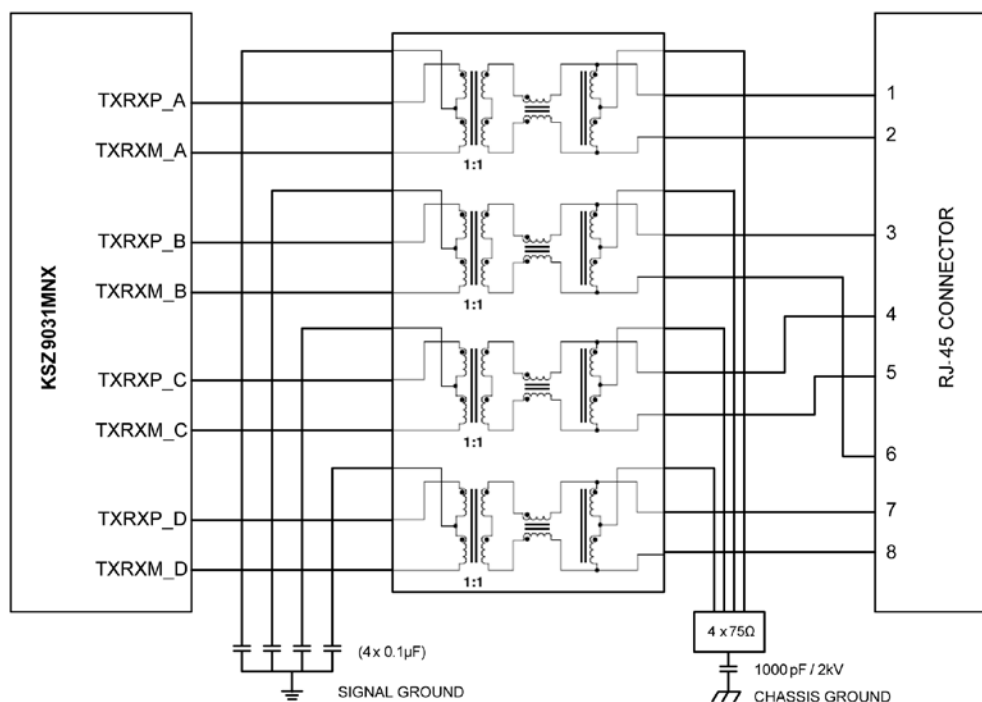 KSZ9031MNX
TXRXP_A
TXRXM_A
1:1
TXRXP_B
TXRXM_B
1:1
TXRXP_C
TXRXM_C
1:1
TXRXP_D
TXRXM_D
1:1
1
2
3
4
5
6
7
8
RJ-45 CONNECTOR
(4 x 0.1µF)
SIGNAL GROUND
4 x 75Ω
1000 pF / 2kV
CHASSIS GROUND